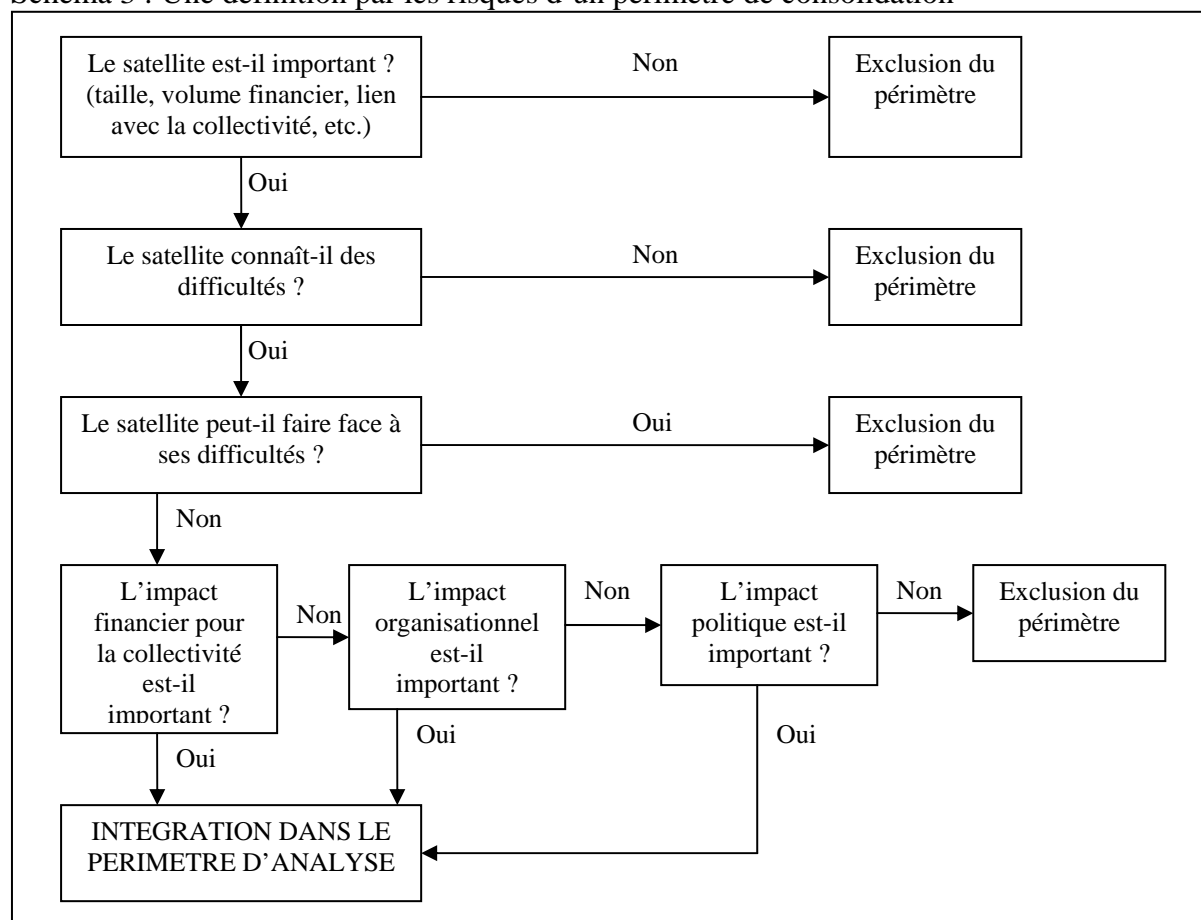 Schéma 3 : Une définition par les risques d'un périmètre de consolidation
Le satellite est-il important ?
(taille, volume financier, lien
avec la collectivité, etc.)
Non
Exclusion du
périmètre
Oui
Le satellite connaît-il des
difficultés ?
Non
Exclusion du
périmètre
Oui
Le satellite peut-il faire face à
ses difficultés ?
Oui
Exclusion du
périmètre
Non
L'impact
financier pour
la collectivité
est-il
important ?
Non
L'impact
organisationnel
est-il
important ?
Non
L'impact
politique est-il
important ?
Non
Exclusion du
périmètre
Oui
Oui
Oui
INTEGRATION DANS LE
PERIMETRE D'ANALYSE